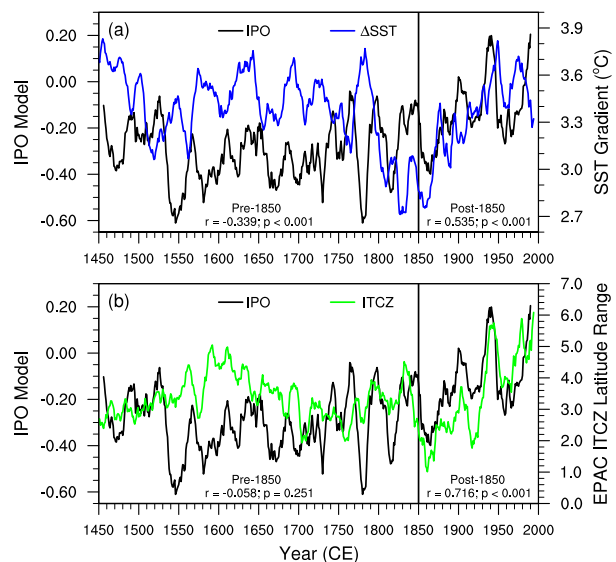 (a)
IPO
ΔSST
0.20
0.00
-0.20
-0.40
-0.60
IPO Model
3.9
3.6
3.3
3.0
2.7
SST Gradient (°C)
Pre-1850
r = -0.339; p < 0.001
Post-1850
r = 0.535; p < 0.001
1450 1500 1550 1600 1650 1700 1750 1800 1850 1900 1950 2000
(b)
IPO
ITCZ
0.20
0.00
-0.20
-0.40
-0.60
IPO Model
7.0
6.0
5.0
4.0
3.0
2.0
1.0
0.0
EPAC ITCZ Latitude Range
Pre-1850
r = -0.058; p = 0.251
Post-1850
r = 0.716; p < 0.001
1450 1500 1550 1600 1650 1700 1750 1800 1850 1900 1950 2000
Year (CE)